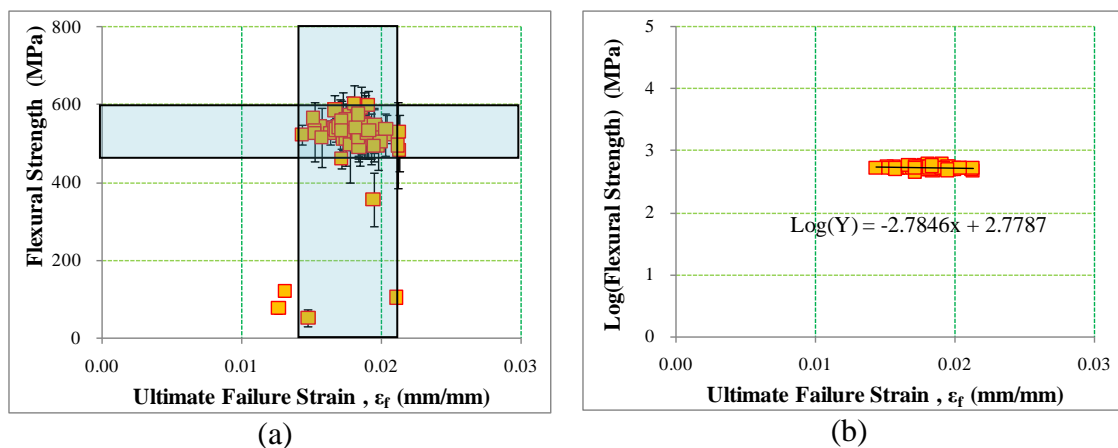 Flexural Strength (MPa)
800
600
400
200
0
0.00 0.01 0.02 0.03
Ultimate Failure Strain , εf (mm/mm)
(a)
Log(Flexural Strength) (MPa)
5
4
3
2
1
0
Log(Y) = -2.7846x + 2.7787
0.00 0.01 0.02 0.03
Ultimate Failure Strain , εf (mm/mm)
(b)